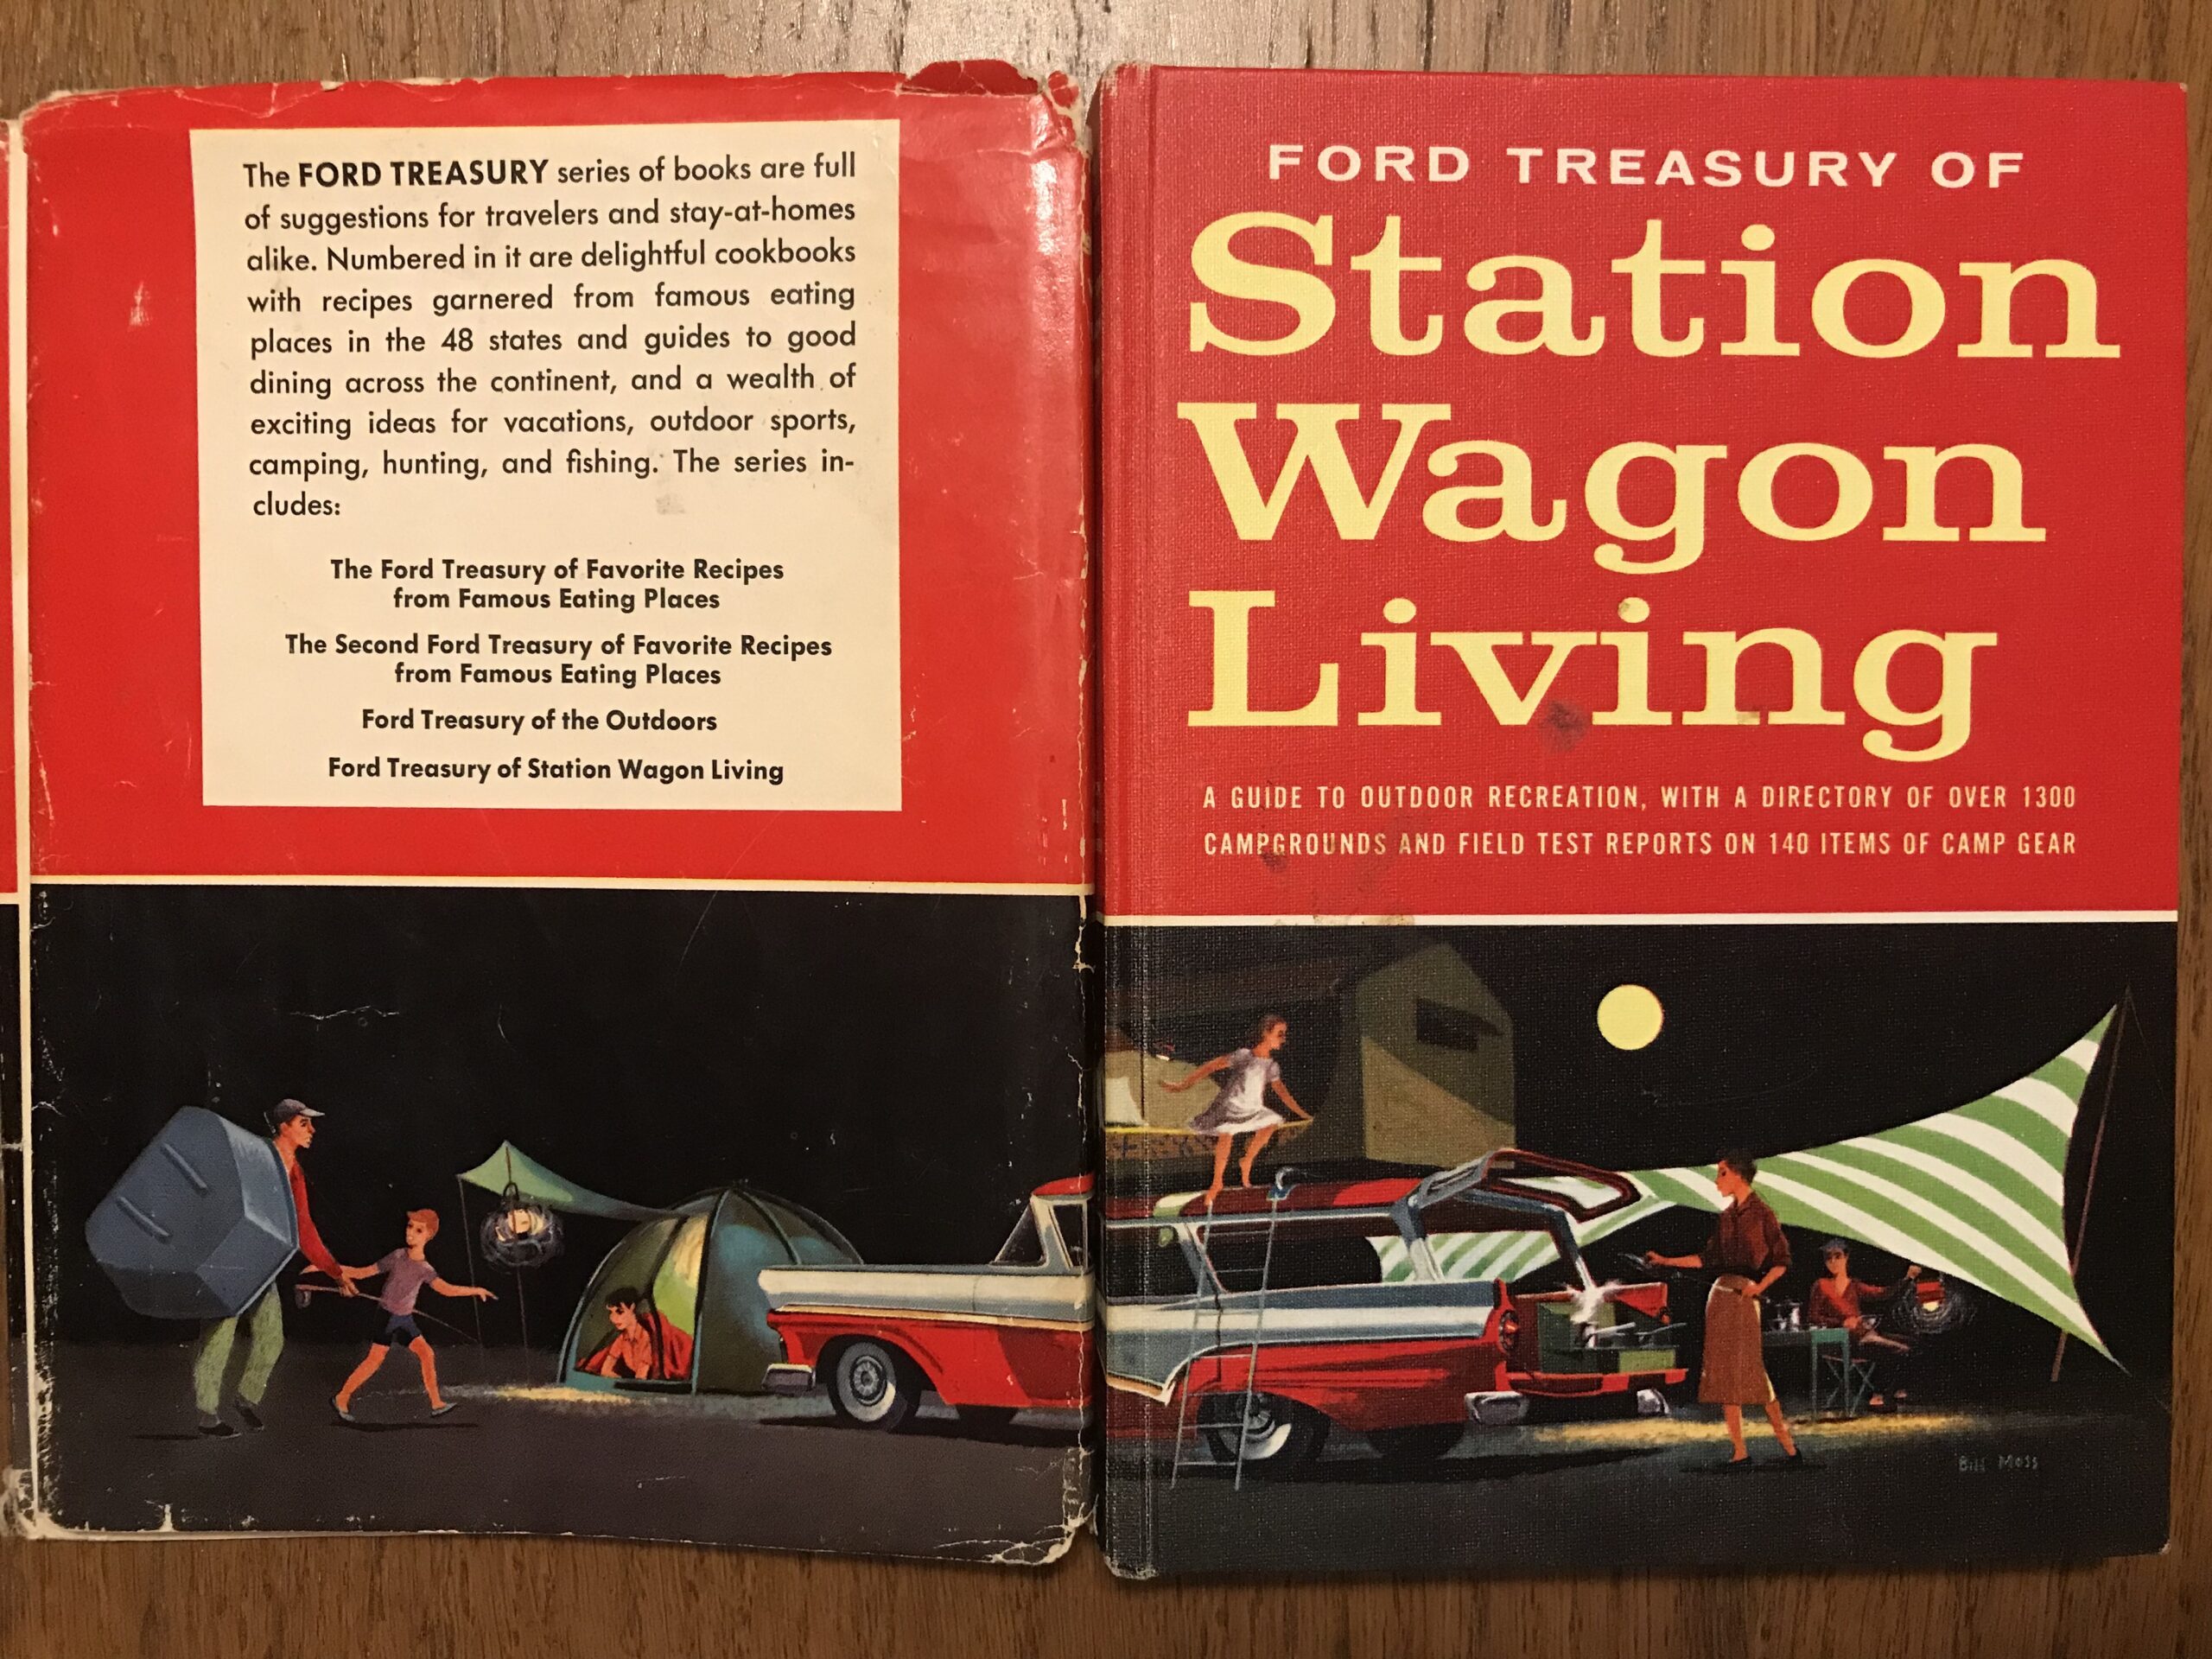 The FORD TREASURY series of books are full
of suggestions for travelers and stay-at-homes
alike. Numbered in it are delightful cookbooks
with recipes garnered from famous eating
places in the 48 states and guides to good
dining across the continent, and a wealth of
exciting ideas for vacations, outdoor sports,
camping, hunting, and fishing. The series in-
cludes:
The Ford Treasury of Favorite Recipes
from Famous Eating Places
The Second Ford Treasury of Favorite Recipes
from Famous Eating Places
Ford Treasury of the Outdoors
Ford Treasury of Station Wagon Living
FORD TREASURY OF
Station
Wagon
Living
A GUIDE TO OUTDOOR RECREATION, WITH A DIRECTORY OF OVER 1300
CAMPGROUNDS AND FIELD TEST REPORTS ON 140 ITEMS OF CAMP GEAR
Bill Moss